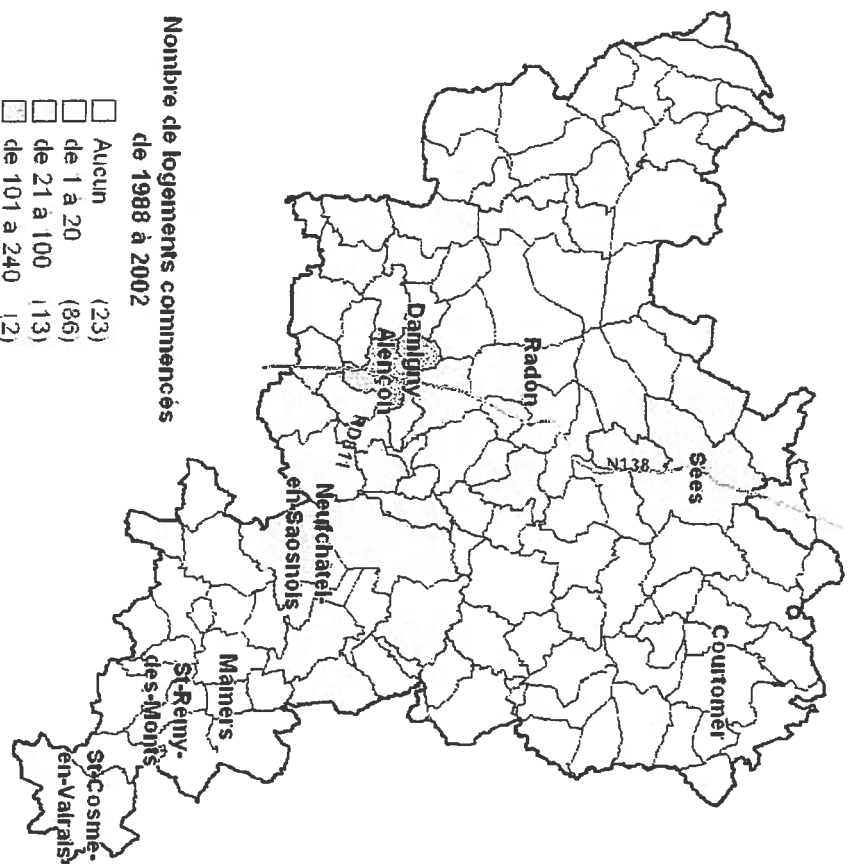 Nombre de logements commencés
de 1988 à 2002
Aucun (23)
de 1 à 20 (86)
de 21 à 100 (13)
de 101 à 240 (2)
Courtomer
Sées
N138
Radon
Damigny
Alençon
RD311
Neufchâtel-
en-Saosnois
Mamers
St-Rémy-
des-Monts
St-Cosme-
en-Vairais